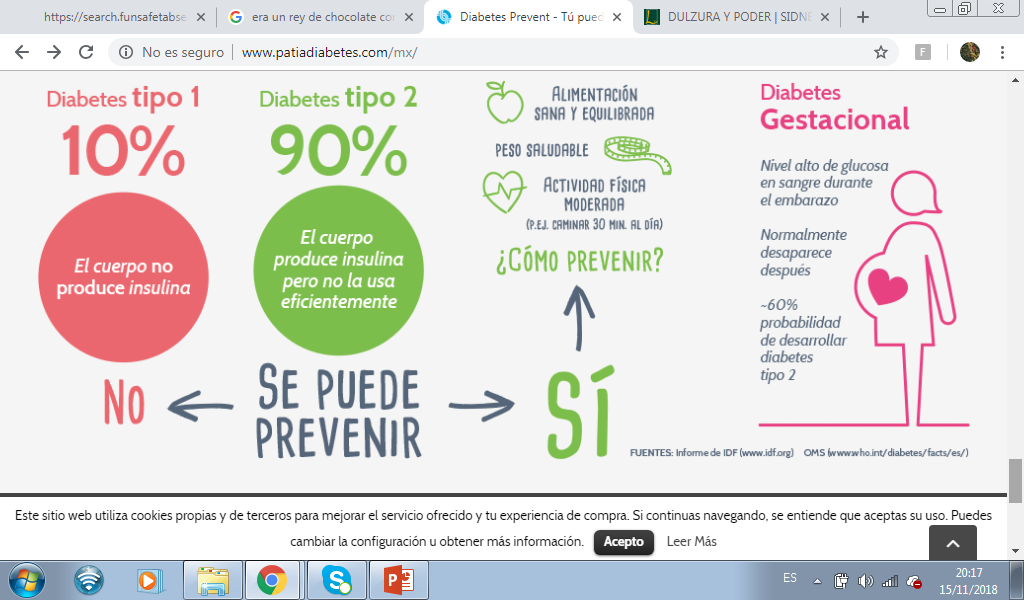 https://search.funsafetabse
era un rey de chocolate con
Diabetes Prevent - Tú pued
DULZURA Y PODER | SIDNE
No es seguro
www.patiadiabetes.com/mx/
F
Diabetes tipo 1
10%
El cuerpo no
produce insulina
NO
Diabetes tipo 2
90%
El cuerpo
produce insulina
pero no la usa
eficientemente
SE PUEDE
PREVENIR
SÍ
¿CÓMO PREVENIR?
ALIMENTACIÓN
SANA Y EQUILIBRADA
PESO SALUDABLE
ACTIVIDAD FÍSICA
MODERADA
(P.EJ. CAMINAR 30 MIN. AL DÍA)
Diabetes
Gestacional
Nivel alto de glucosa
en sangre durante
el embarazo
Normalmente
desaparece
después
~60%
probabilidad
de desarrollar
diabetes
tipo 2
FUENTES: Informe de IDF (www.idf.org) OMS (www.who.int/diabetes/facts/es/)
Este sitio web utiliza cookies propias y de terceros para mejorar el servicio ofrecido y tu experiencia de compra. Si continuas navegando, se entiende que aceptas su uso. Puedes
cambiar la configuración u obtener más información. Acepto Leer Más
ES
20:17
15/11/2018